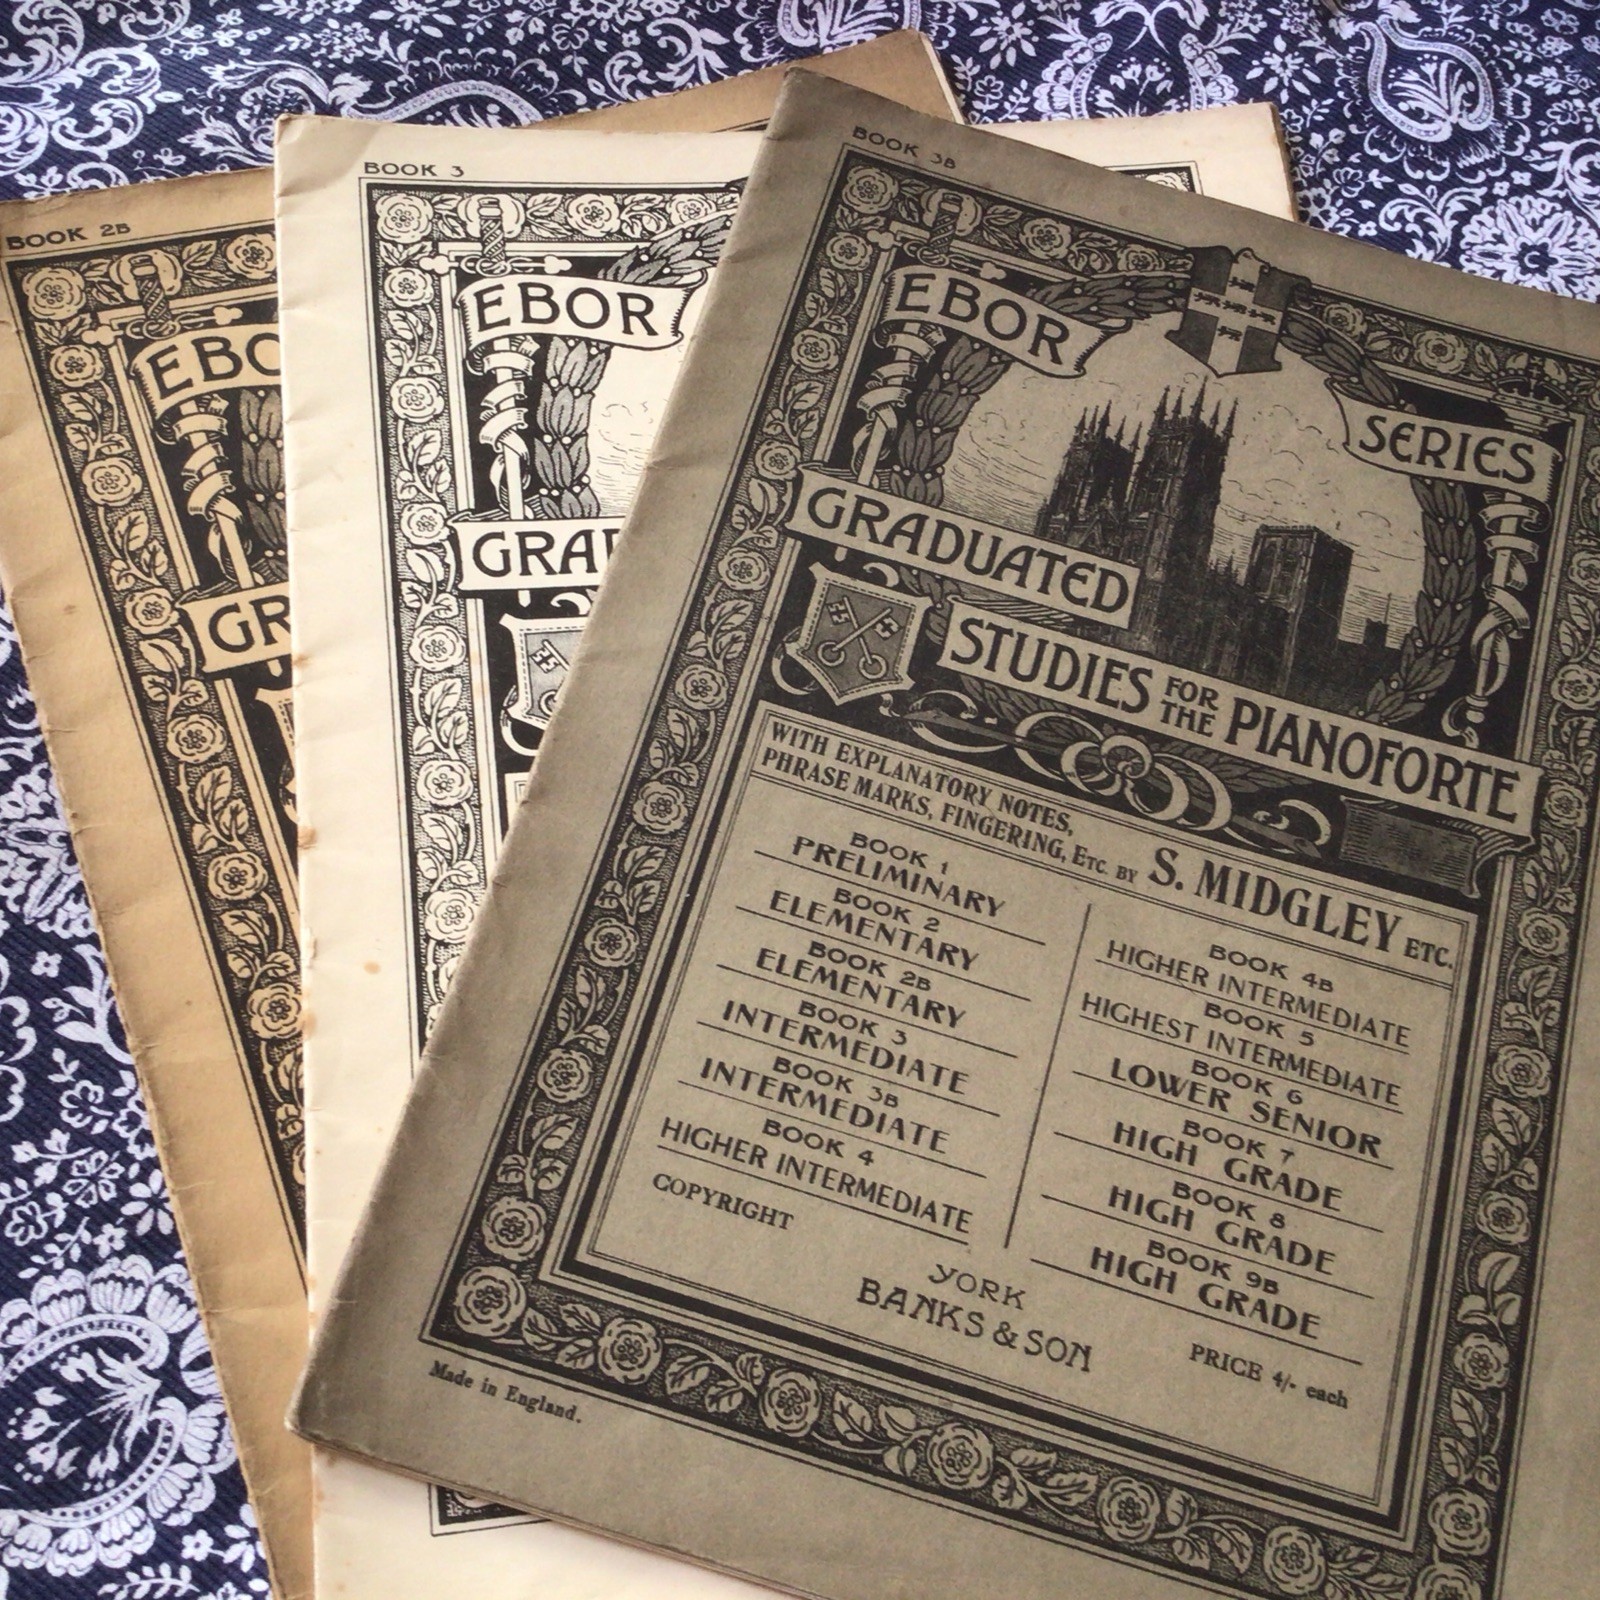 BOOK 2B
EBO
GR
BOOK 3
EBOR
GRA
BOOK 3B
EBOR
SERIES
GRADUATED
STUDIES FOR THE PIANOFORTE
WITH EXPLANATORY NOTES,
PHRASE MARKS, FINGERING, ETC. BY S. MIDGLEY ETC.
BOOK 1
PRELIMINARY
BOOK 2
ELEMENTARY
BOOK 2B
ELEMENTARY
BOOK 3
INTERMEDIATE
BOOK 3B
INTERMEDIATE
BOOK 4
HIGHER INTERMEDIATE
BOOK 4B
HIGHER INTERMEDIATE
BOOK 5
HIGHEST INTERMEDIATE
BOOK 6
LOWER SENIOR
BOOK 7
HIGH GRADE
BOOK 8
HIGH GRADE
BOOK 9B
HIGH GRADE
COPYRIGHT
YORK
BANKS & SON
PRICE 4/- each
Made in England.